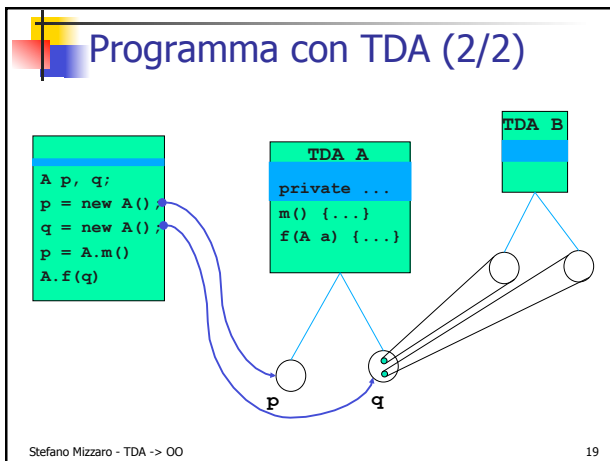 Programma con TDA (2/2)
A p, q;
p = new A();
q = new A();
p = A.m()
A.f(q)
TDA A
private ...
m() {...}
f(A a) {...}
TDA B
p
q
Stefano Mizzaro - TDA -> OO
19